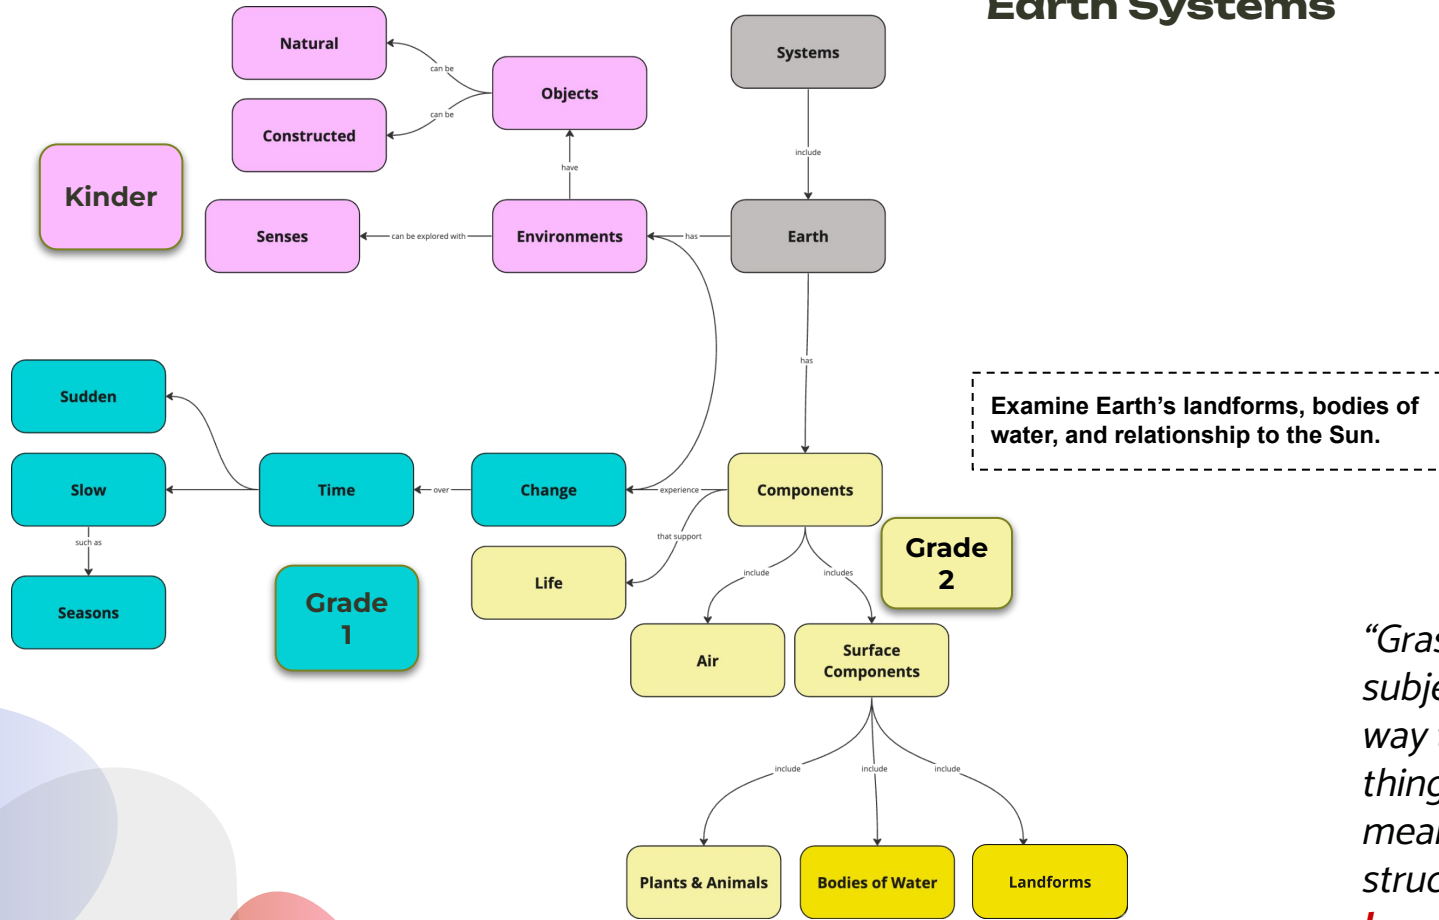 Earth Systems
Natural
Systems
can be
Objects
can be
Constructed
include
have
Kinder
Senses
can be explored with
Environments
has
Earth
has
Sudden
Examine Earth's landforms, bodies of
water, and relationship to the Sun.
Slow
Time
over
Change
experience
Components
such as
that support
Grade
2
Life
include
includes
Seasons
Grade
1
Air
Surface
Components
include
include
include
Plants & Animals
Bodies of Water
Landforms
way